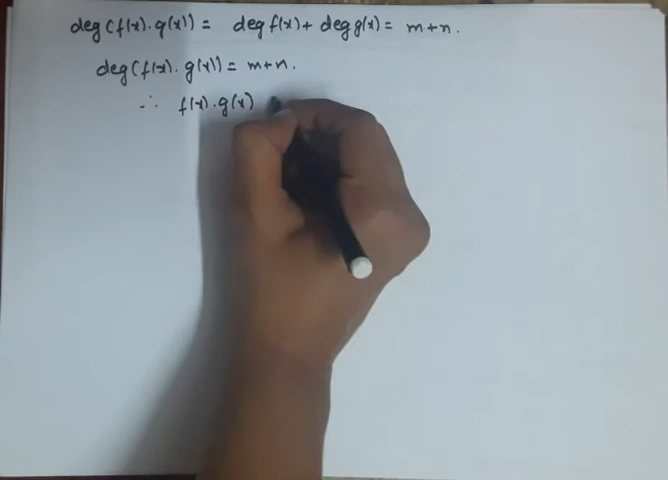 deg(f(x).g(x)) = deg f(x) + deg g(x) = m+n.
deg(f(x).g(x)) = m+n.
∴ f(x).g(x)